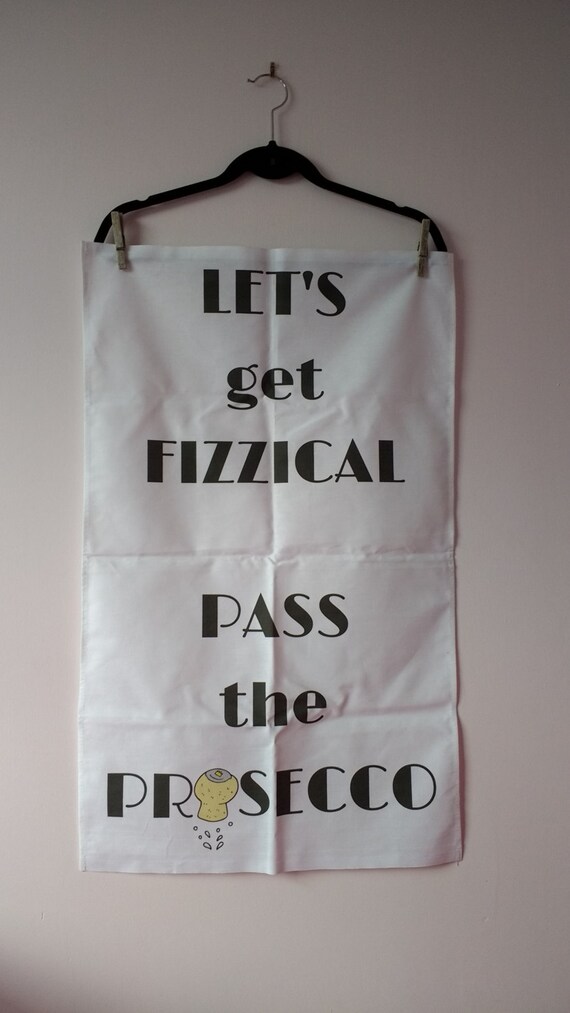 LET'S
get
FIZZICAL
PASS
the
PROSECCO